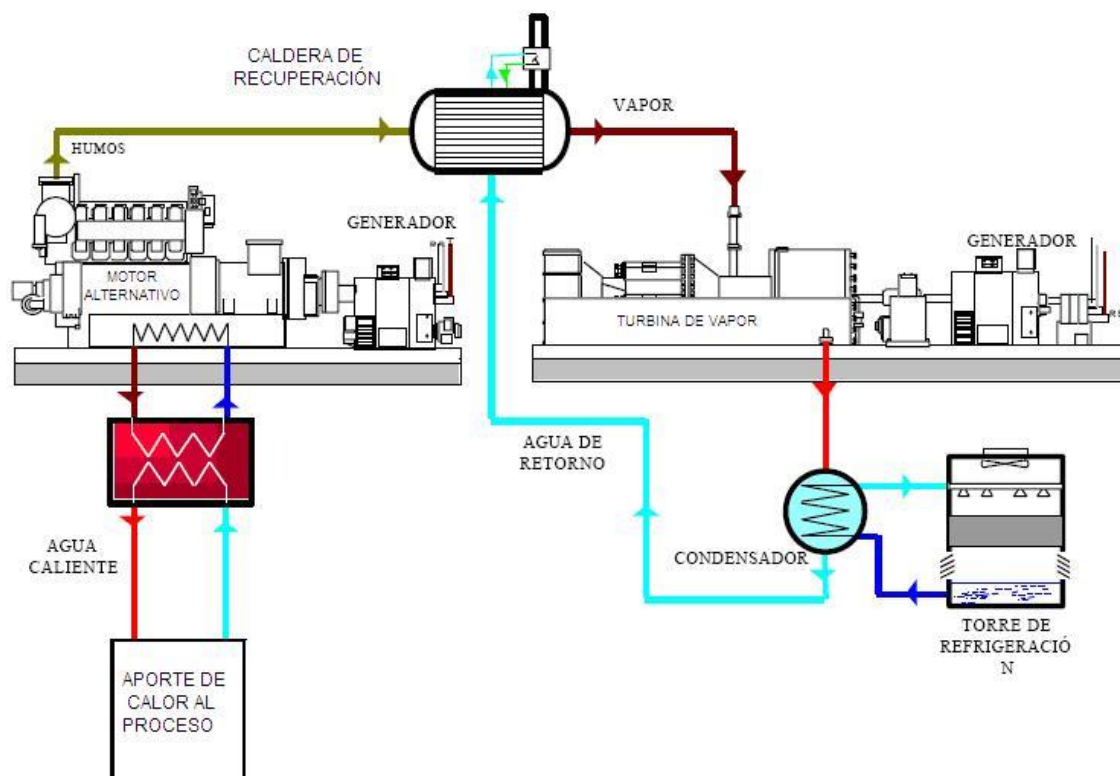 CALDERA DE
RECUPERACIÓN
VAPOR
HUMOS
GENERADOR
GENERADOR
MOTOR
ALTERNATIVO
TURBINA DE VAPOR
AGUA DE
RETORNO
AGUA
CALIENTE
CONDENSADOR
TORRE DE
REFRIGERACIÓ
N
APORTE DE
CALOR AL
PROCESO